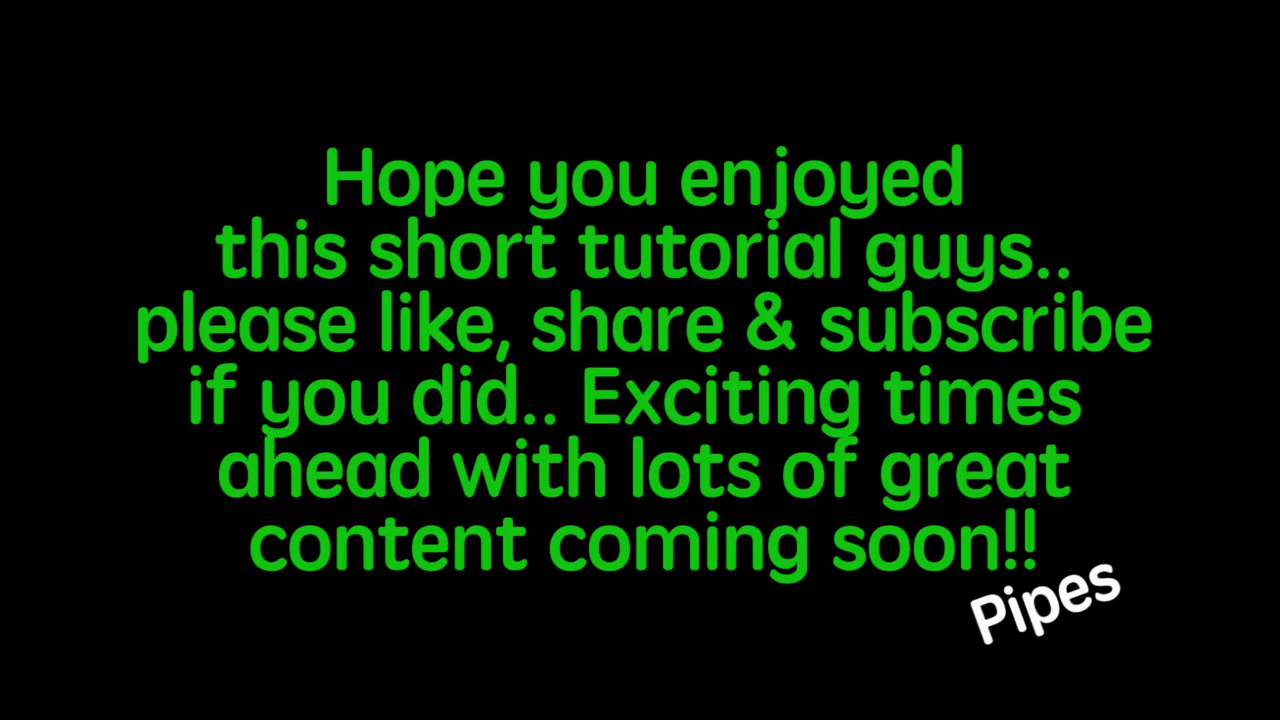 Hope you enjoyed
this short tutorial guys..
please like, share & subscribe
if you did.. Exciting times
ahead with lots of great
content coming soon!!
Pipes